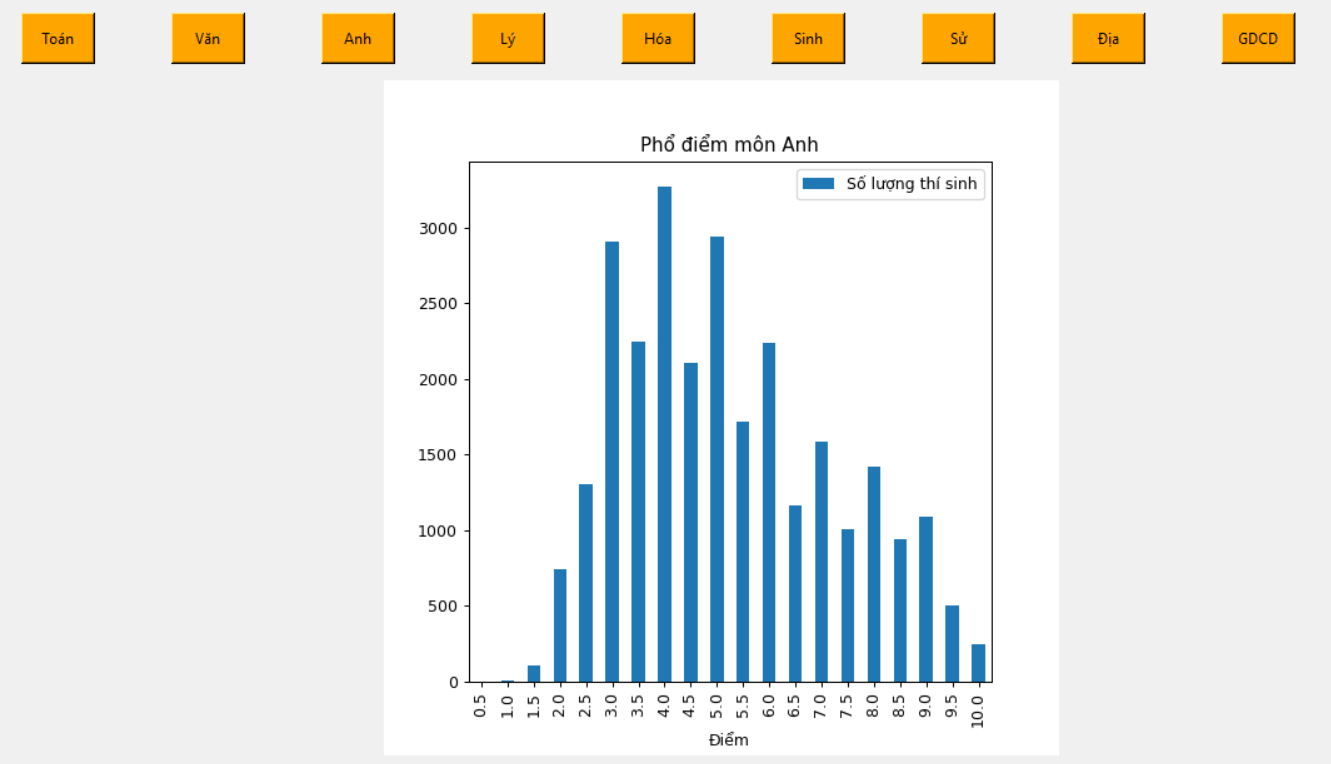 Toán Văn Anh Lý Hóa Sinh Sử Địa GDCD
Phổ điểm môn Anh
Số lượng thí sinh
3000
2500
2000
1500
1000
500
0
0.5 1.0 1.5 2.0 2.5 3.0 3.5 4.0 4.5 5.0 5.5 6.0 6.5 7.0 7.5 8.0 8.5 9.0 9.5 10.0
Điểm